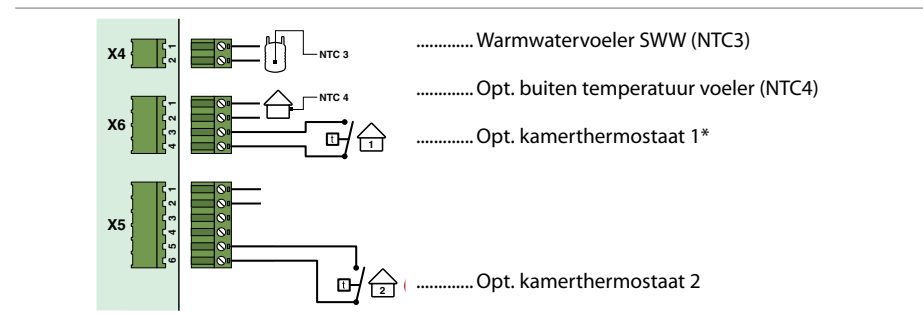 X4 1 2 NTC 3 ............. Warmwatervoeler SWW (NTC3)
NTC 4 ............. Opt. buiten temperatuur voeler (NTC4)
X6 1 2 3 4 t 1 ............. Opt. kamerthermostaat 1*
X5 1 2 3 4 5 6
t 2 ............. Opt. kamerthermostaat 2